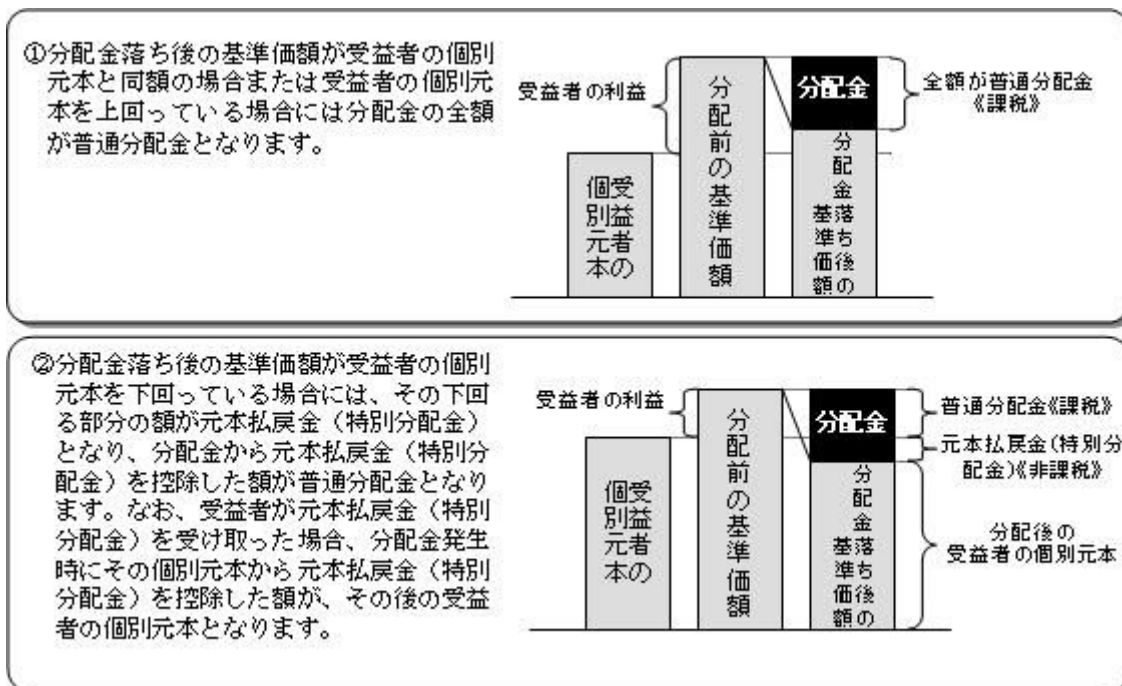 ①分配金落ち後の基準価額が受益者の個別
元本と同額の場合または受益者の個別元
本を上回っている場合には分配金の全額
が普通分配金となります。
受益者の利益
受益者の
個別元本
分配前の基準価額
分配金
分配金落ち後の
基準価額
全額が普通分配金
《課税》
②分配金落ち後の基準価額が受益者の個別
元本を下回っている場合には、その下回
る部分の額が元本払戻金（特別分配金）
となり、分配金から元本払戻金（特別分
配金）を控除した額が普通分配金となり
ます。なお、受益者が元本払戻金（特別
分配金）を受け取った場合、分配金発生
時にその個別元本から元本払戻金（特別
分配金）を控除した額が、その後の受益
者の個別元本となります。
受益者の利益
受益者の
個別元本
分配前の基準価額
分配金
分配金落ち後の
基準価額
普通分配金《課税》
元本払戻金(特別分
配金)《非課税》
分配後の
受益者の個別元本